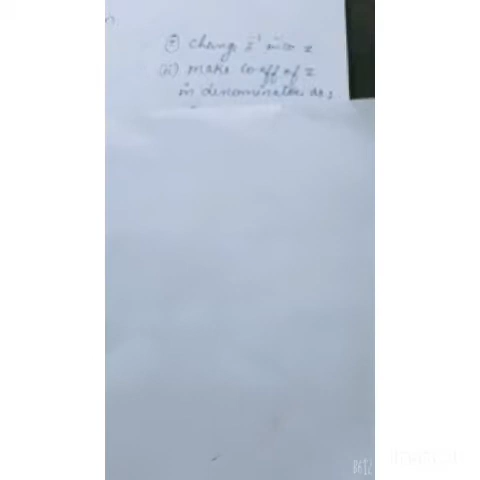 (i) change z⁻¹ into z
(ii) make co-eff of z
in denominator as 1